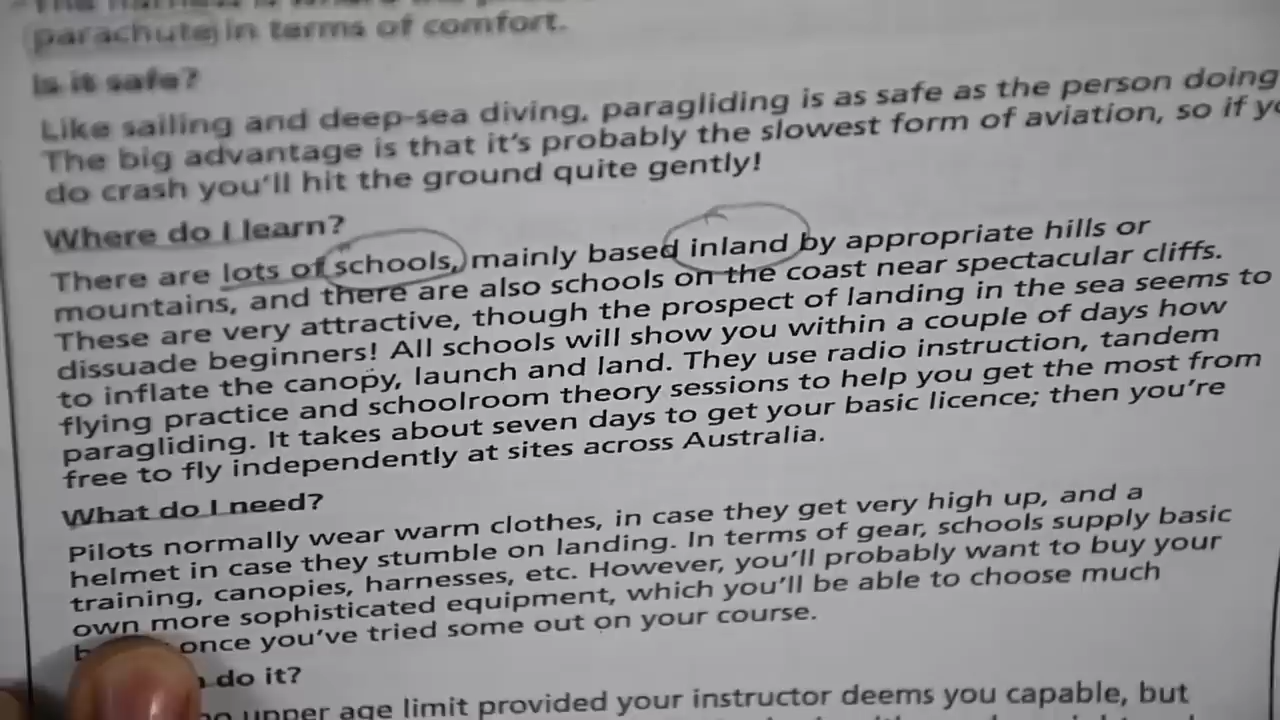 parachute in terms of comfort.
Is it safe?
Like sailing and deep-sea diving, paragliding is as safe as the person doing
The big advantage is that it's probably the slowest form of aviation, so if
do crash you'll hit the ground quite gently!
Where do I learn?
There are lots of schools, mainly based inland by appropriate hills or
mountains, and there are also schools on the coast near spectacular cliffs.
These are very attractive, though the prospect of landing in the sea seems to
dissuade beginners! All schools will show you within a couple of days how
to inflate the canopy, launch and land. They use radio instruction, tandem
flying practice and schoolroom theory sessions to help you get the most from
paragliding. It takes about seven days to get your basic licence; then you're
free to fly independently at sites across Australia.
What do I need?
Pilots normally wear warm clothes, in case they get very high up, and a
helmet in case they stumble on landing. In terms of gear, schools supply basic
training, canopies, harnesses, etc. However, you'll probably want to buy your
own more sophisticated equipment, which you'll be able to choose much
once you've tried some out on your course.
do it?
upper age limit provided your instructor deems you capable, but